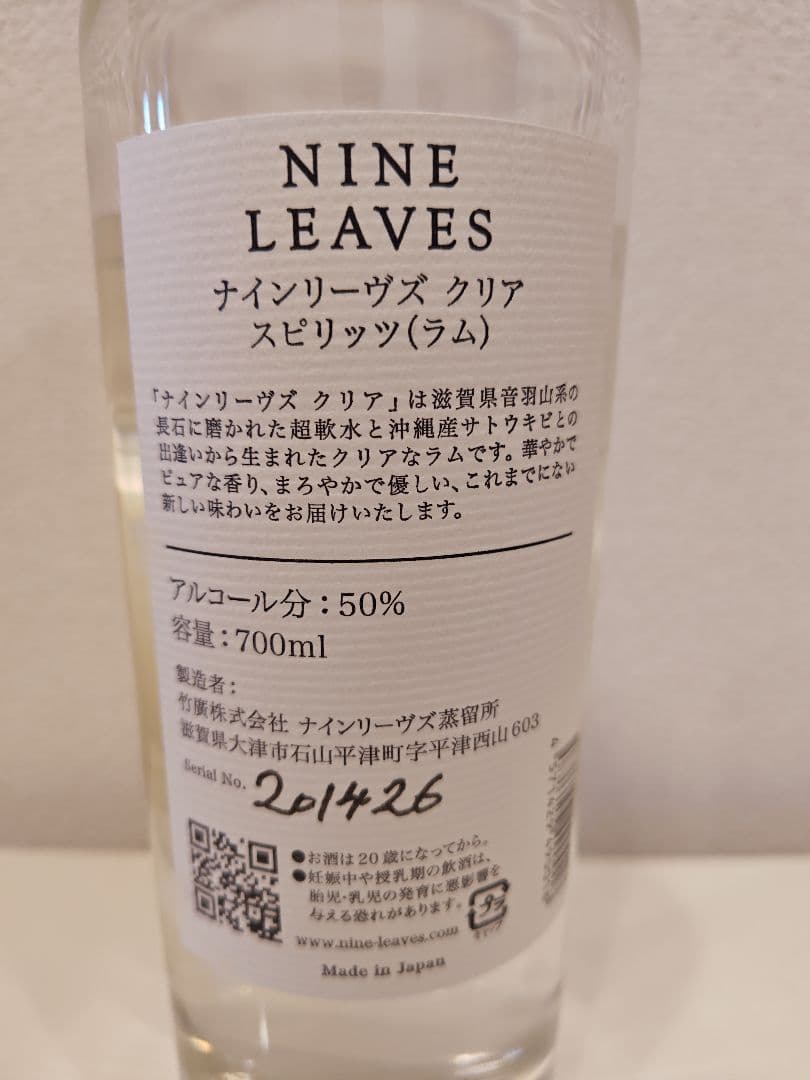 NINE
LEAVES
ナインリーヴズ クリア
スピリッツ(ラム)
「ナインリーヴズ クリア」は滋賀県音羽山系の
長石に磨かれた超軟水と沖縄産サトウキビとの
出逢いから生まれたクリアなラムです。華やかで
ピュアな香り、まろやかで優しい、これまでにない
新しい味わいをお届けいたします。
アルコール分：50%
容量：700ml
製造者：
竹廣株式会社 ナインリーヴズ蒸留所
滋賀県大津市石山平津町字平津西山603
Serial No. 201426
●お酒は20歳になってから。
●妊娠中や授乳期の飲酒は、
胎児・乳児の発育に悪影響を
与える恐れがあります。
プラ
キャップ
www.nine-leaves.com
Made in Japan